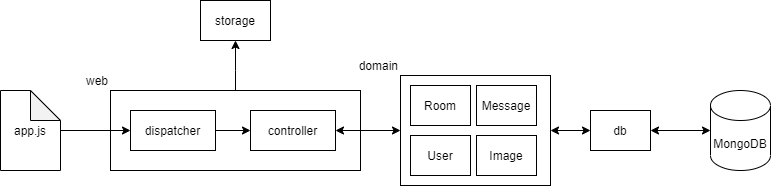 storage
web
domain
app.js
dispatcher
controller
Room
Message
User
Image
db
MongoDB